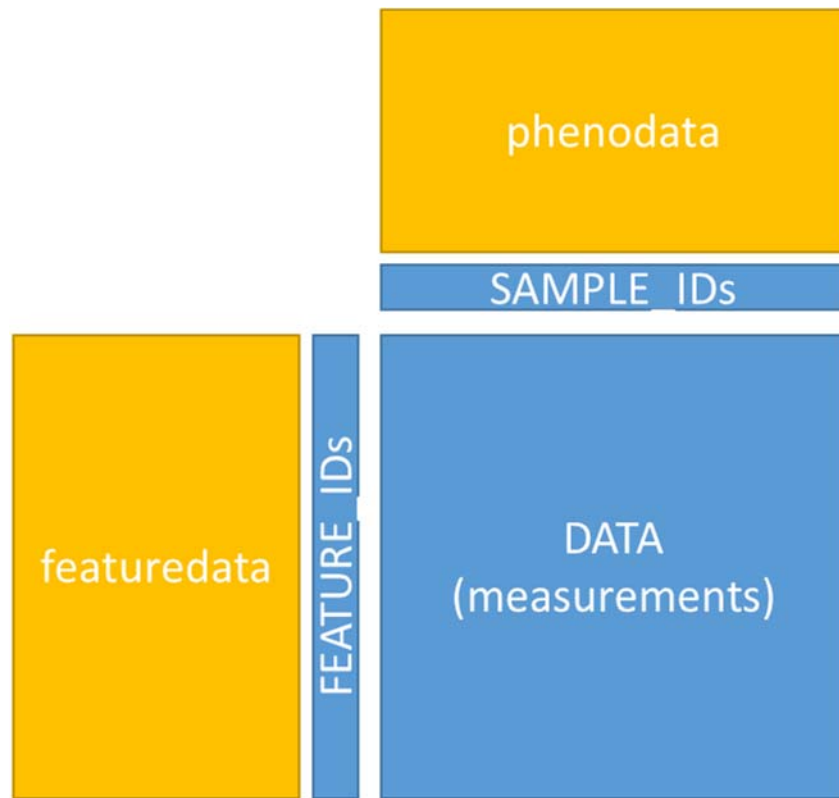 phenodata
SAMPLE_IDs
featuredata
FEATURE_IDs
DATA
(measurements)